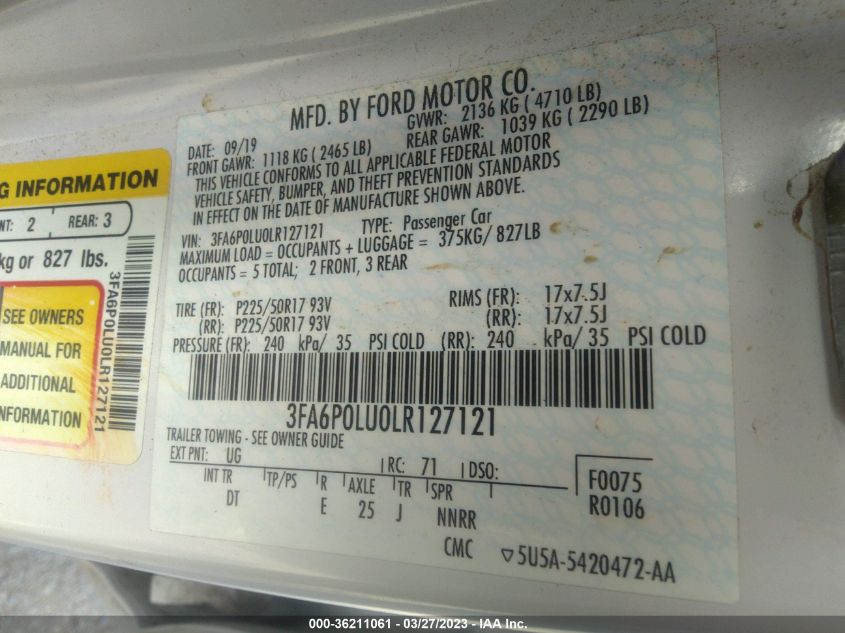 MFD. BY FORD MOTOR CO.
DATE: 09/19 GVWR: 2136 KG ( 4710 LB)
FRONT GAWR: 1118 KG ( 2465 LB) REAR GAWR: 1039 KG ( 2290 LB)
THIS VEHICLE CONFORMS TO ALL APPLICABLE FEDERAL MOTOR
VEHICLE SAFETY, BUMPER, AND THEFT PREVENTION STANDARDS
IN EFFECT ON THE DATE OF MANUFACTURE SHOWN ABOVE.
VIN: 3FA6P0LU0LR127121 TYPE: Passenger Car
MAXIMUM LOAD = OCCUPANTS + LUGGAGE = 375KG/ 827LB
OCCUPANTS = 5 TOTAL; 2 FRONT, 3 REAR
TIRE (FR): P225/50R17 93V RIMS (FR): 17x7.5J
(RR): P225/50R17 93V (RR): 17x7.5J
PRESSURE (FR): 240 kPa/ 35 PSI COLD (RR): 240 kPa/ 35 PSI COLD
3FA6P0LU0LR127121
TRAILER TOWING - SEE OWNER GUIDE
EXT PNT: UG RC: 71 DSO:
INT TR TP/PS R AXLE TR SPR
DT E 25 J NNRR
F0075
R0106
CMC ▽5U5A-5420472-AA
G INFORMATION
NT: 2 REAR: 3
kg or 827 lbs.
SEE OWNERS
MANUAL FOR
ADDITIONAL
INFORMATION
3FA6P0LU0LR127121
000-36211061 - 03/27/2023 - IAA Inc.